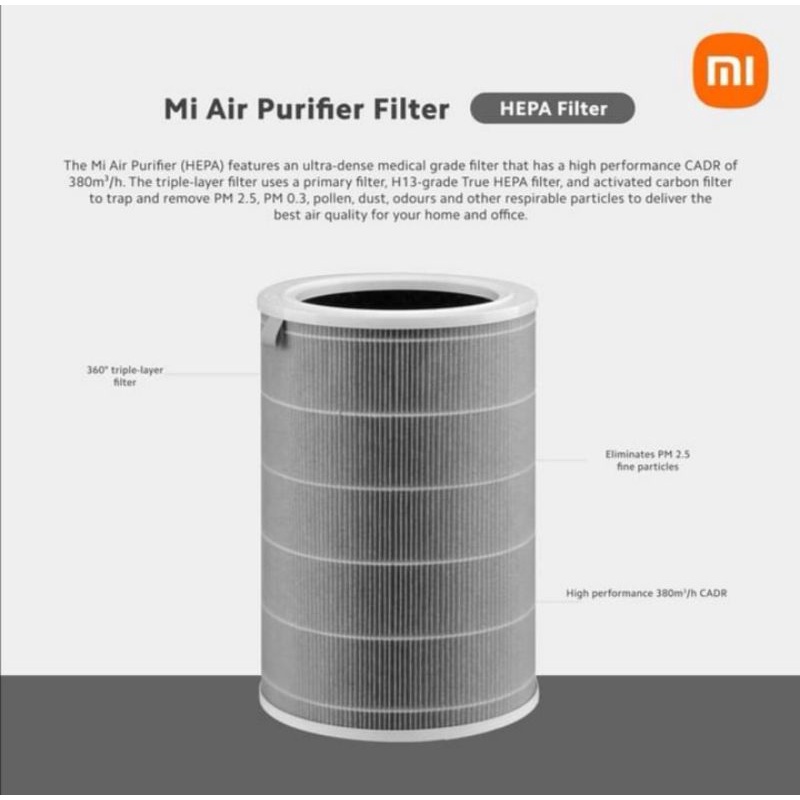 mi
Mi Air Purifier Filter HEPA Filter
The Mi Air Purifier (HEPA) features an ultra-dense medical grade filter that has a high performance CADR of
380m³/h. The triple-layer filter uses a primary filter, H13-grade True HEPA filter, and activated carbon filter
to trap and remove PM 2.5, PM 0.3, pollen, dust, odours and other respirable particles to deliver the
best air quality for your home and office.
360° triple-layer
filter
Eliminates PM 2.5
fine particles
High performance 380m³/h CADR